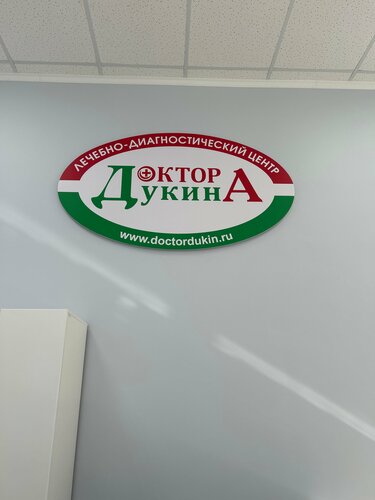 ЛЕЧЕБНО-ДИАГНОСТИЧЕСКИЙ ЦЕНТР
ДОКТОР
ДУКИНА
www.doctordukin.ru